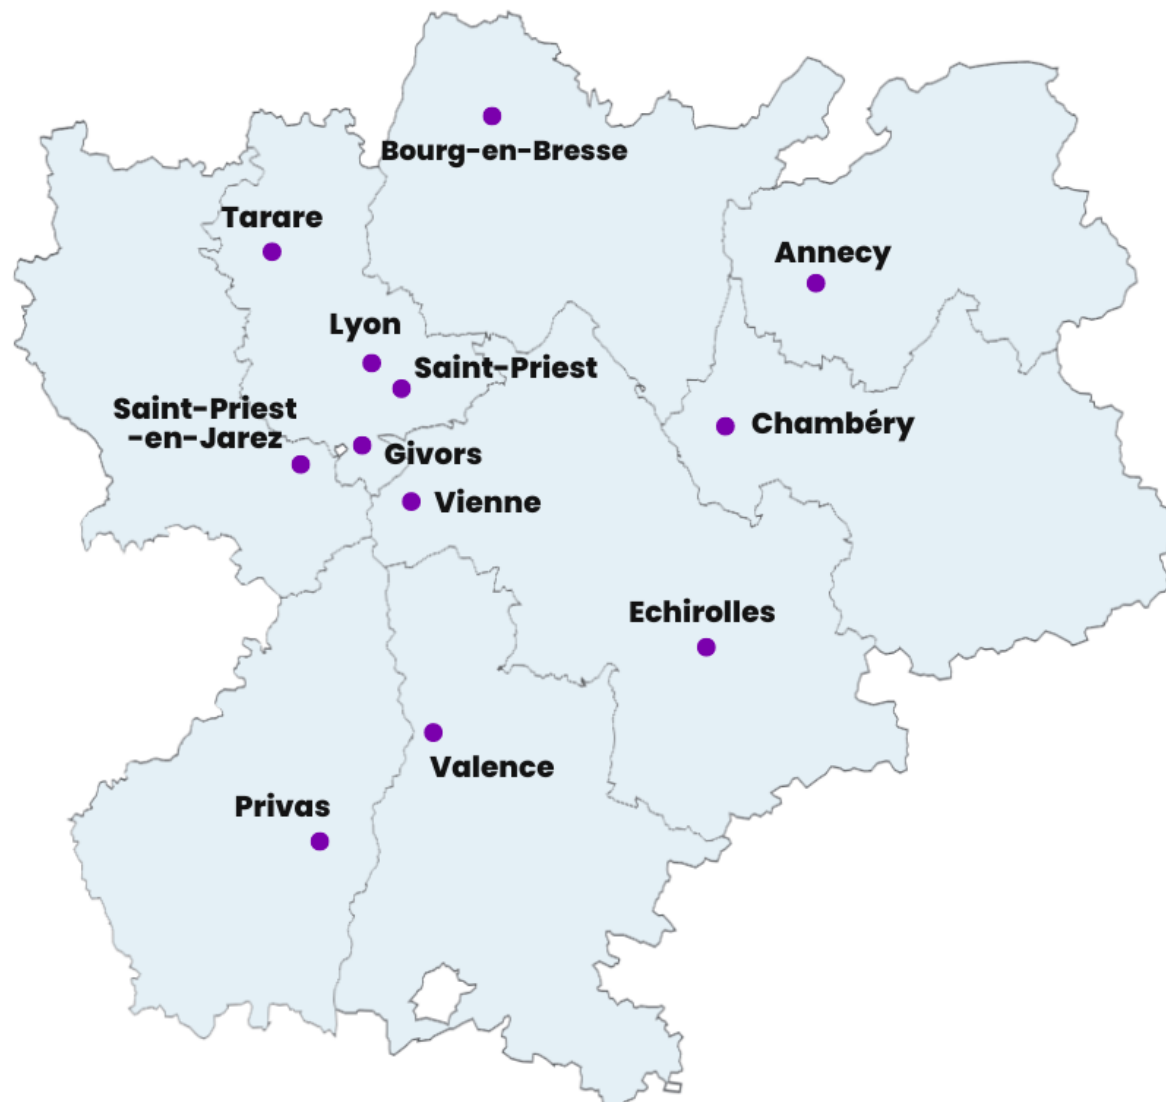 Bourg-en-Bresse
Tarare
Annecy
Lyon
Saint-Priest
Saint-Priest
-en-Jarez
Chambéry
Givors
Vienne
Echirolles
Valence
Privas